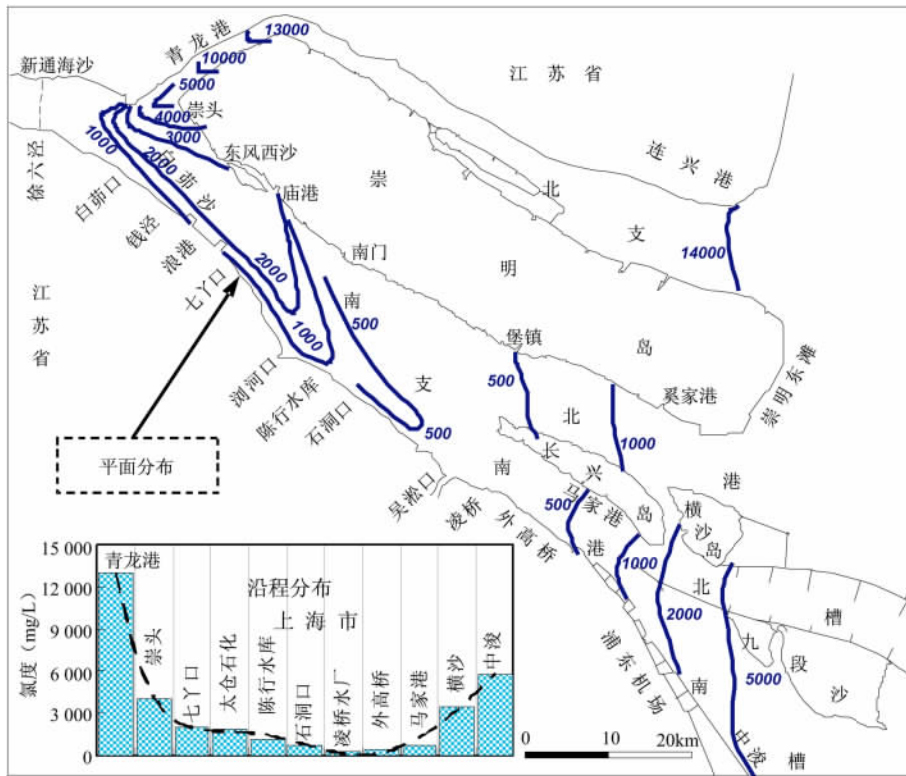 13000
青龙港
10000
江苏省
新通海沙
5000
4000
崇头
3000
1000
2000
白茆沙
东风西沙
徐六泾
白茆口
庙港
崇
北
连兴港
支
钱泾
浪港
南门
明
14000
七丫口
2000
南
500
江苏省
1000
堡镇
岛
崇明东滩
浏河口
陈行水库
石洞口
支
500
北
奚家港
500
1000
平面分布
吴淞口
南
长兴岛
凌桥
外高桥
500
马家港
港
横沙岛
港
1000
北
槽
2000
九段沙
浦东机场
南
5000
中浚
槽
氯度(mg/L)
15 000
12 000
9 000
6 000
3 000
0
沿程分布
上海市
青龙港
崇头
七丫口
太仓石化
陈行水库
石洞口
凌桥水厂
外高桥
马家港
横沙
中浚
0
10
20km